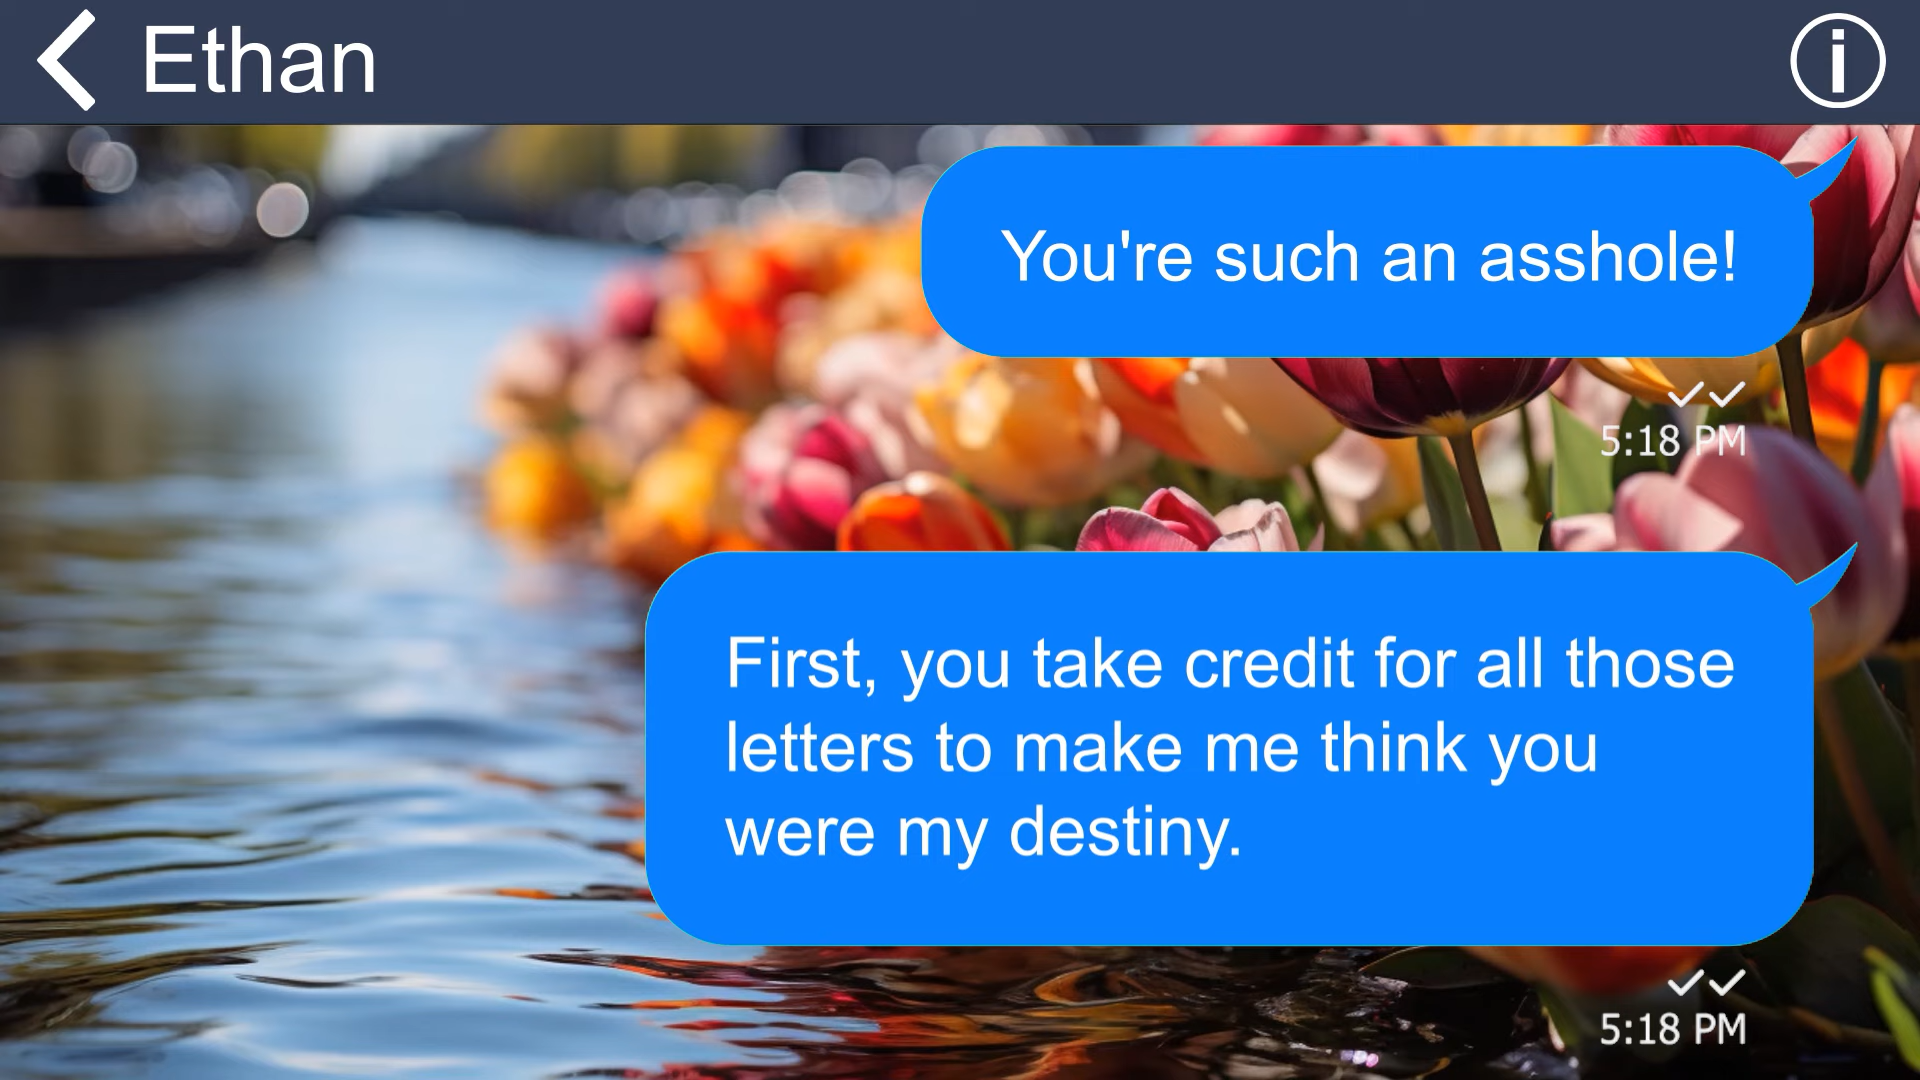 Ethan
You're such an asshole!
5:18 PM
First, you take credit for all those
letters to make me think you
were my destiny.
5:18 PM